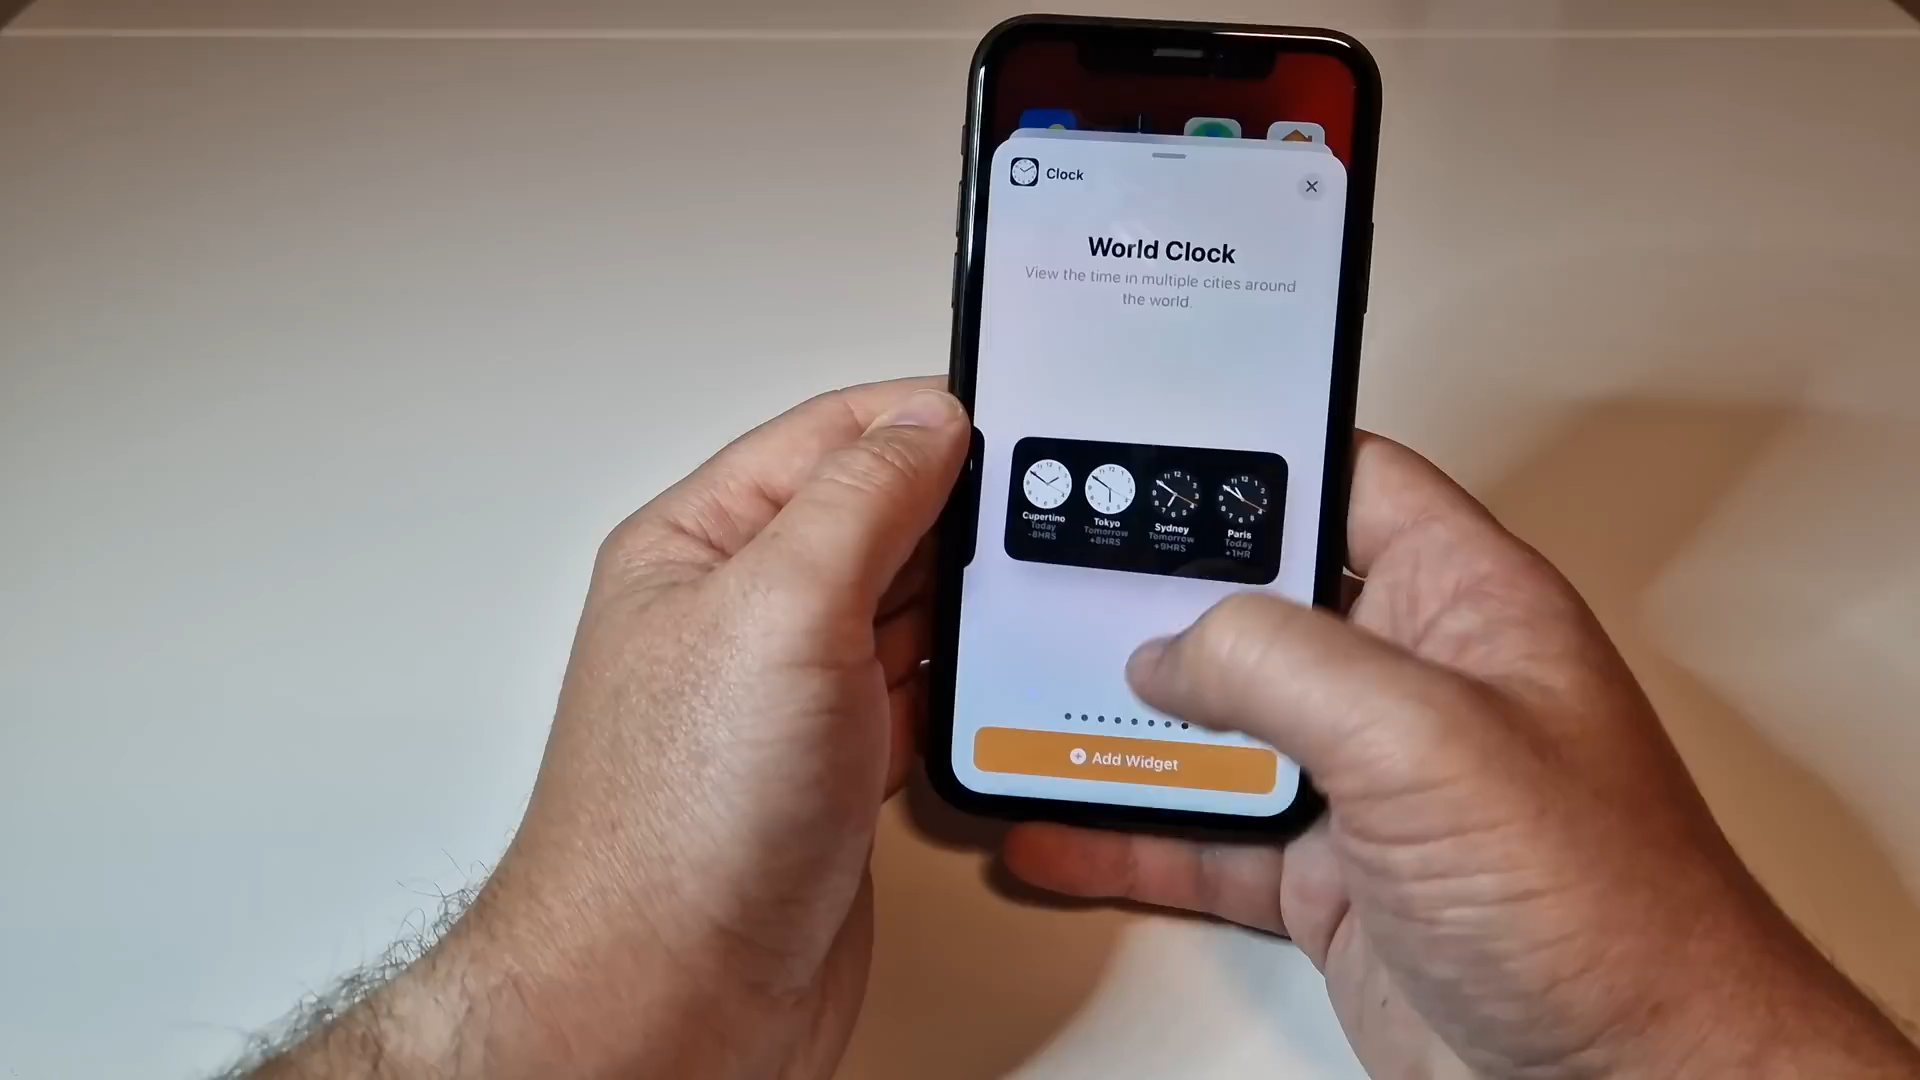 Clock
World Clock
View the time in multiple cities around
the world.
Cupertino
Today
-8HRS
Tokyo
Tomorrow
+8HRS
Sydney
Tomorrow
+9HRS
Paris
Today
+1HR
Add Widget